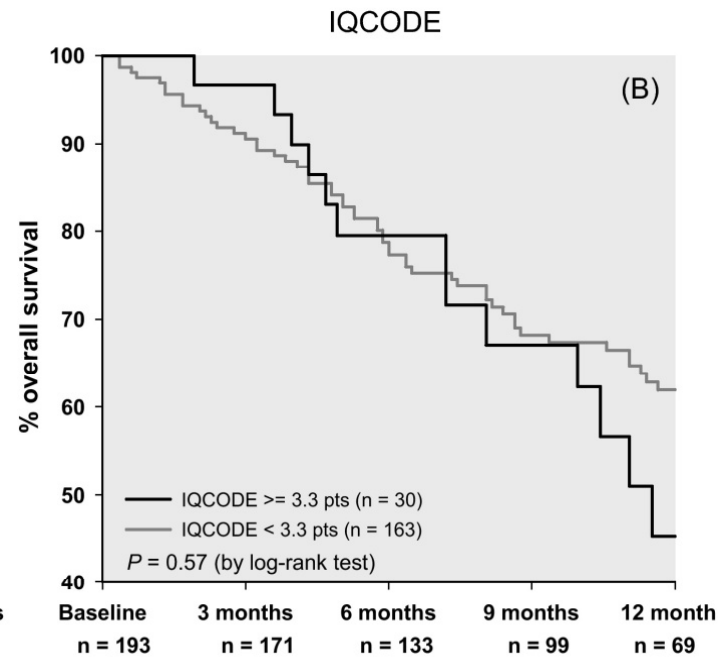 IQCODE
(B)
% overall survival
100
90
80
70
60
50
40
IQCODE >= 3.3 pts (n = 30)
IQCODE < 3.3 pts (n = 163)
P = 0.57 (by log-rank test)
s Baseline 3 months 6 months 9 months 12 month
n = 193 n = 171 n = 133 n = 99 n = 69